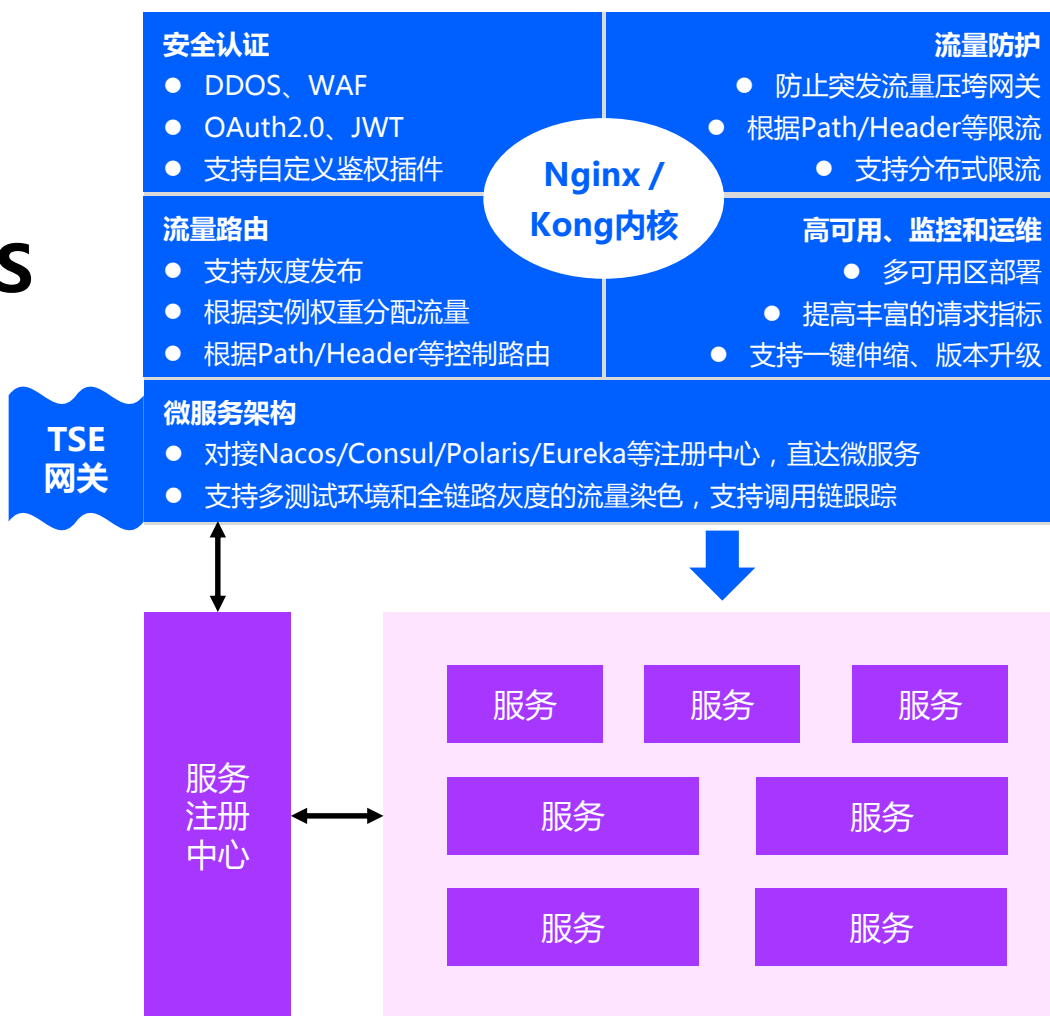 安全认证
● DDOS、WAF
● OAuth2.0、JWT
● 支持自定义鉴权插件
流量防护
● 防止突发流量压垮网关
● 根据Path/Header等限流
● 支持分布式限流
Nginx /
Kong内核
流量路由
● 支持灰度发布
● 根据实例权重分配流量
● 根据Path/Header等控制路由
高可用、监控和运维
● 多可用区部署
● 提高丰富的请求指标
● 支持一键伸缩、版本升级
S
TSE
网关
微服务架构
● 对接Nacos/Consul/Polaris/Eureka等注册中心，直达微服务
● 支持多测试环境和全链路灰度的流量染色，支持调用链跟踪
服务
注册
中心
服务 服务 服务
服务 服务
服务 服务